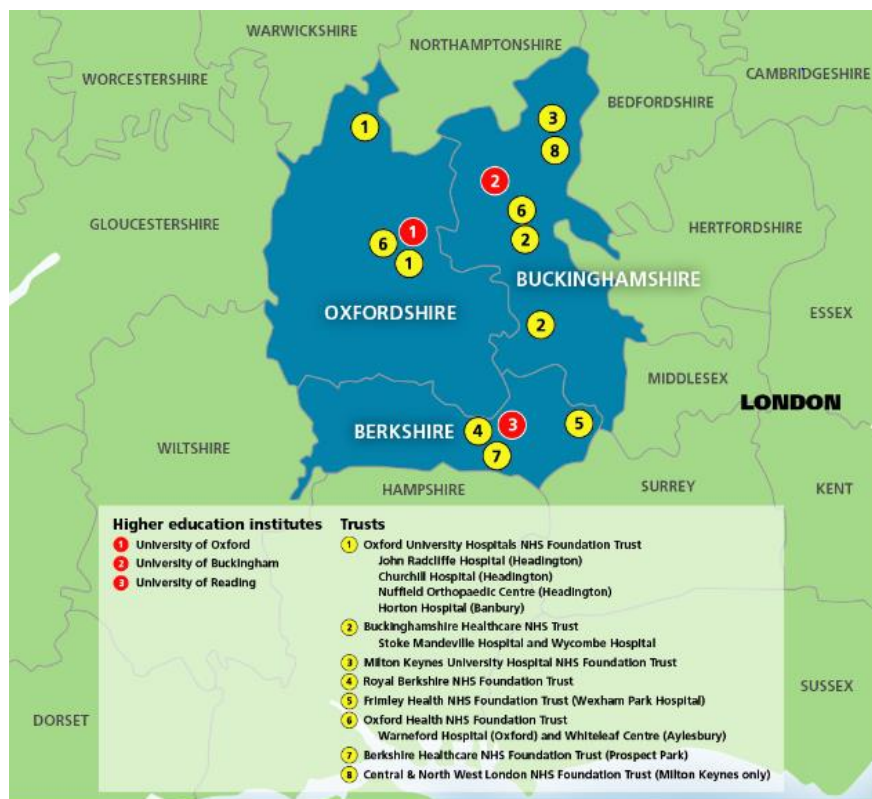 WARWICKSHIRE
NORTHAMPTONSHIRE
WORCESTERSHIRE
CAMBRIDGESHIRE
BEDFORDSHIRE
1
3
8
2
GLOUCESTERSHIRE
6
HERTFORDSHIRE
1
6
2
1
BUCKINGHAMSHIRE
OXFORDSHIRE
ESSEX
2
MIDDLESEX
LONDON
BERKSHIRE
4
3
5
WILTSHIRE
7
HAMPSHIRE
SURREY
KENT
Higher education institutes
1 University of Oxford
2 University of Buckingham
3 University of Reading
Trusts
1 Oxford University Hospitals NHS Foundation Trust
John Radcliffe Hospital (Headington)
Churchill Hospital (Headington)
Nuffield Orthopaedic Centre (Headington)
Horton Hospital (Banbury)
2 Buckinghamshire Healthcare NHS Trust
Stoke Mandeville Hospital and Wycombe Hospital
3 Milton Keynes University Hospital NHS Foundation Trust
4 Royal Berkshire NHS Foundation Trust
5 Frimley Health NHS Foundation Trust (Wexham Park Hospital)
6 Oxford Health NHS Foundation Trust
Warneford Hospital (Oxford) and Whiteleaf Centre (Aylesbury)
7 Berkshire Healthcare NHS Foundation Trust (Prospect Park)
8 Central & North West London NHS Foundation Trust (Milton Keynes only)
SUSSEX
DORSET